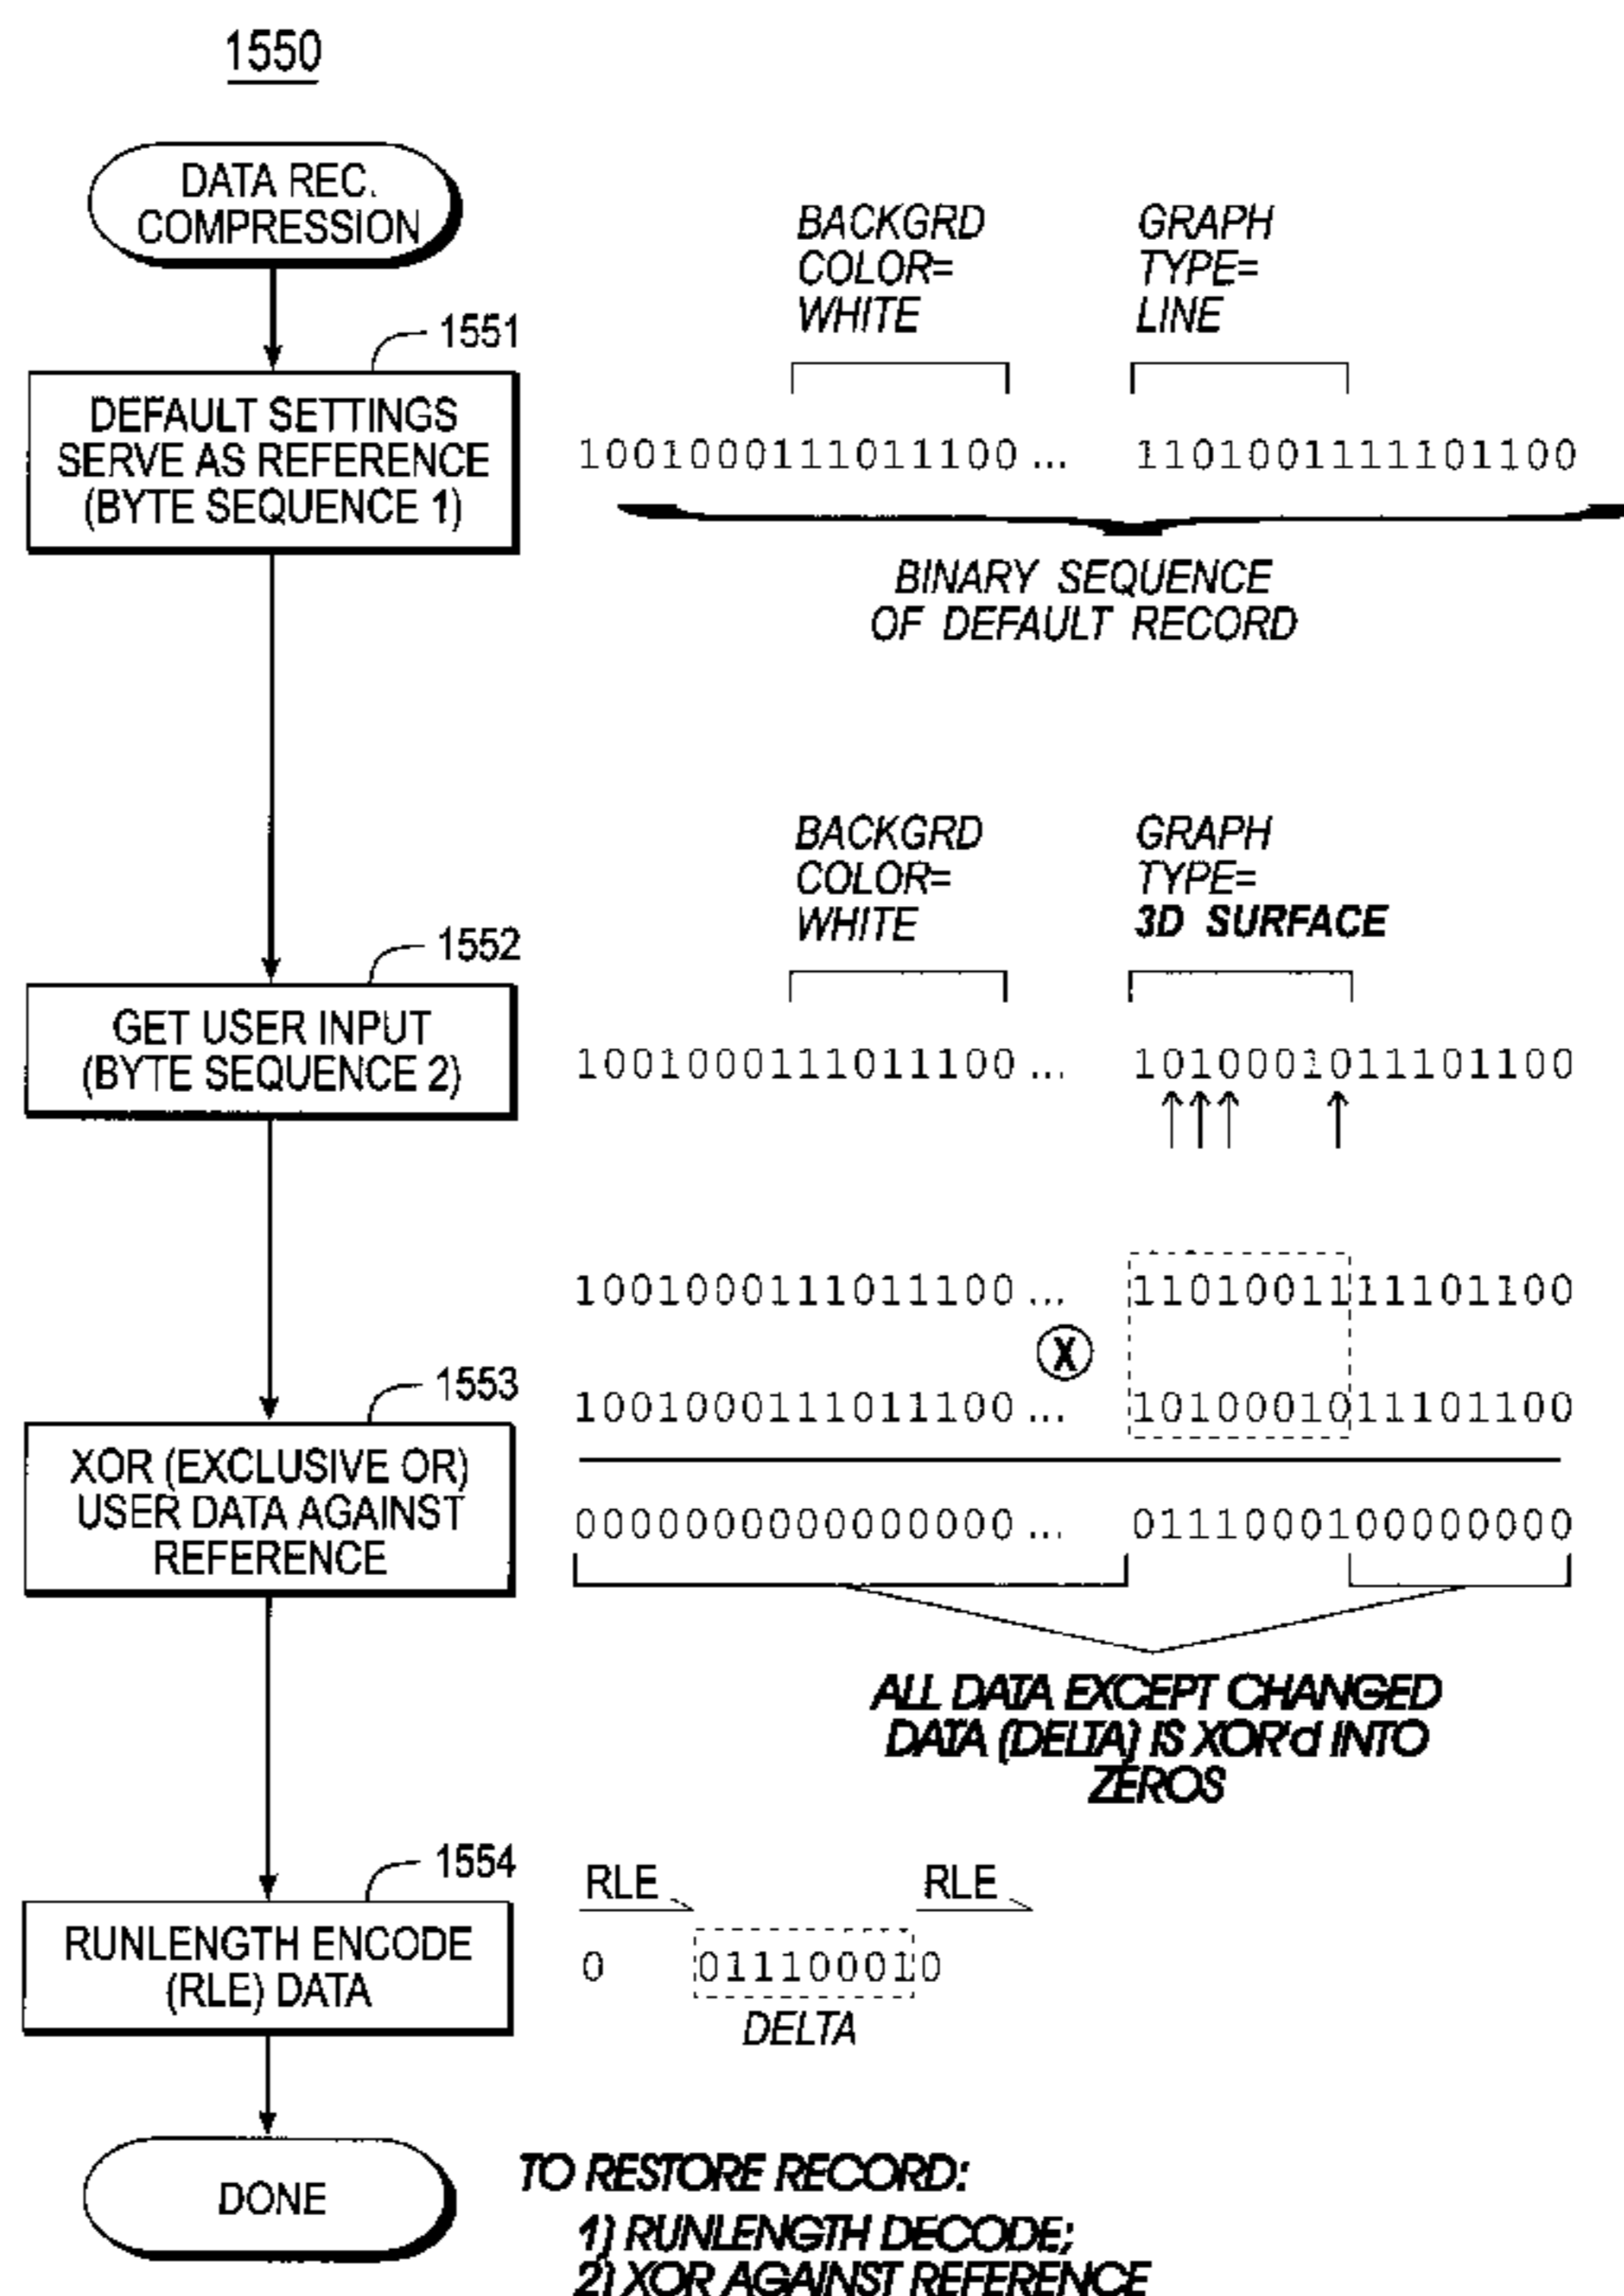 1550
DATA REC.
COMPRESSION
1551
DEFAULT SETTINGS
SERVE AS REFERENCE
(BYTE SEQUENCE 1)
BACKGRD
COLOR=
WHITE
GRAPH
TYPE=
LINE
1001000111011100 ... 1101001111101100
BINARY SEQUENCE
OF DEFAULT RECORD
1552
GET USER INPUT
(BYTE SEQUENCE 2)
BACKGRD
COLOR=
WHITE
GRAPH
TYPE=
3D SURFACE
1001000111011100 ... 1010001011101100
1553
XOR (EXCLUSIVE OR)
USER DATA AGAINST
REFERENCE
1001000111011100 ... 1101001111101100
X
1001000111011100 ... 1010001011101100
0000000000000000 ... 0111000100000000
ALL DATA EXCEPT CHANGED
DATA (DELTA) IS XOR'd INTO
ZEROS
1554
RUNLENGTH ENCODE
(RLE) DATA
RLE RLE
0 011100010
DELTA
DONE
TO RESTORE RECORD:
1) RUNLENGTH DECODE;
2) XOR AGAINST REFERENCE